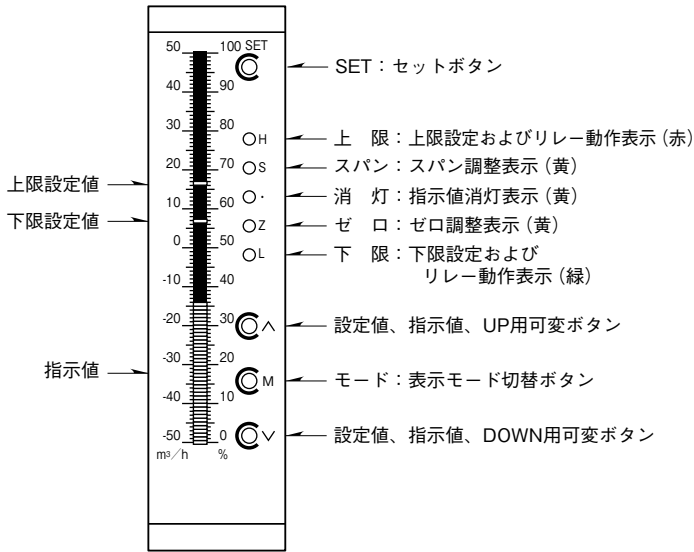 50 100 SET
40 90
30 80
20 70
10 60
0 50
-10 40
-20 30
-30 20
-40 10
-50 0
m³/h %
H
S
・
Z
L
∧
M
∨
上限設定値
下限設定値
指示値
SET：セットボタン
上　限：上限設定およびリレー動作表示（赤）
スパン：スパン調整表示（黄）
消　灯：指示値消灯表示（黄）
ゼ　ロ：ゼロ調整表示（黄）
下　限：下限設定および
リレー動作表示（緑）
設定値、指示値、UP用可変ボタン
モード：表示モード切替ボタン
設定値、指示値、DOWN用可変ボタン